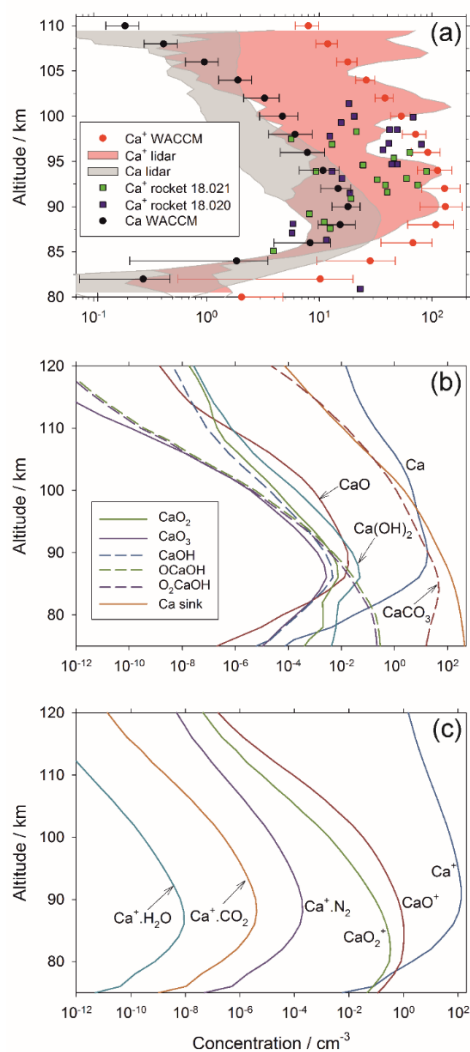 (a)
110
105
100
95
90
85
80
Altitude / km
Ca⁺ WACCM
Ca⁺ lidar
Ca lidar
Ca⁺ rocket 18.021
Ca⁺ rocket 18.020
Ca WACCM
10⁻¹ 10⁰ 10¹ 10²
(b)
120
110
100
90
80
Altitude / km
Ca
CaO
Ca(OH)₂
CaCO₃
CaO₂
CaO₃
CaOH
OCaOH
O₂CaOH
Ca sink
10⁻¹² 10⁻¹⁰ 10⁻⁸ 10⁻⁶ 10⁻⁴ 10⁻² 10⁰ 10²
(c)
120
110
100
90
80
Altitude / km
Ca⁺
CaO⁺
Ca⁺.H₂O
Ca⁺.CO₂
Ca⁺.N₂
CaO₂⁺
10⁻¹² 10⁻¹⁰ 10⁻⁸ 10⁻⁶ 10⁻⁴ 10⁻² 10⁰ 10²
Concentration / cm⁻³